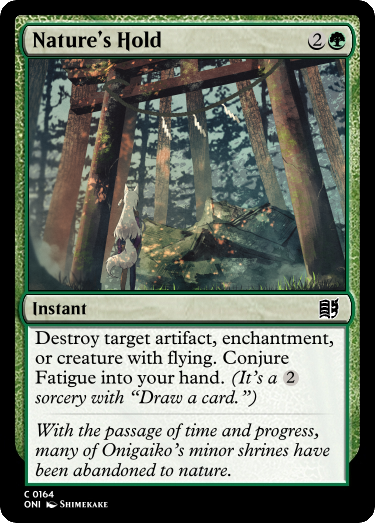 Nature's Hold 2
Instant
Destroy target artifact, enchantment,
or creature with flying. Conjure
Fatigue into your hand. (It's a 2
sorcery with “Draw a card.”)
With the passage of time and progress,
many of Onigaiko's minor shrines have
been abandoned to nature.
C 0164
ONI SHIMEKAKE